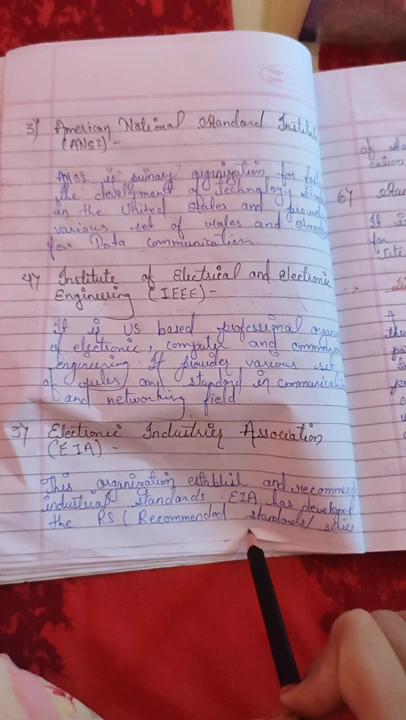 3) American National Standard Institute
(ANSI) -
ANSI is primary organization for
the development of technology
in the United States and
various set of rules and
for Data communication
4) Institute of Electrical and electronic
Engineering (IEEE) -
It is US based professional
of electronic, computer and
engineering. It provides various set
of rules and standard in communication
and networking field
5) Electronic Industries Association
(EIA) -
This organization establish and recommend
industrial standards. EIA has developed
the RS (Recommended standards) series
6)
It is
for